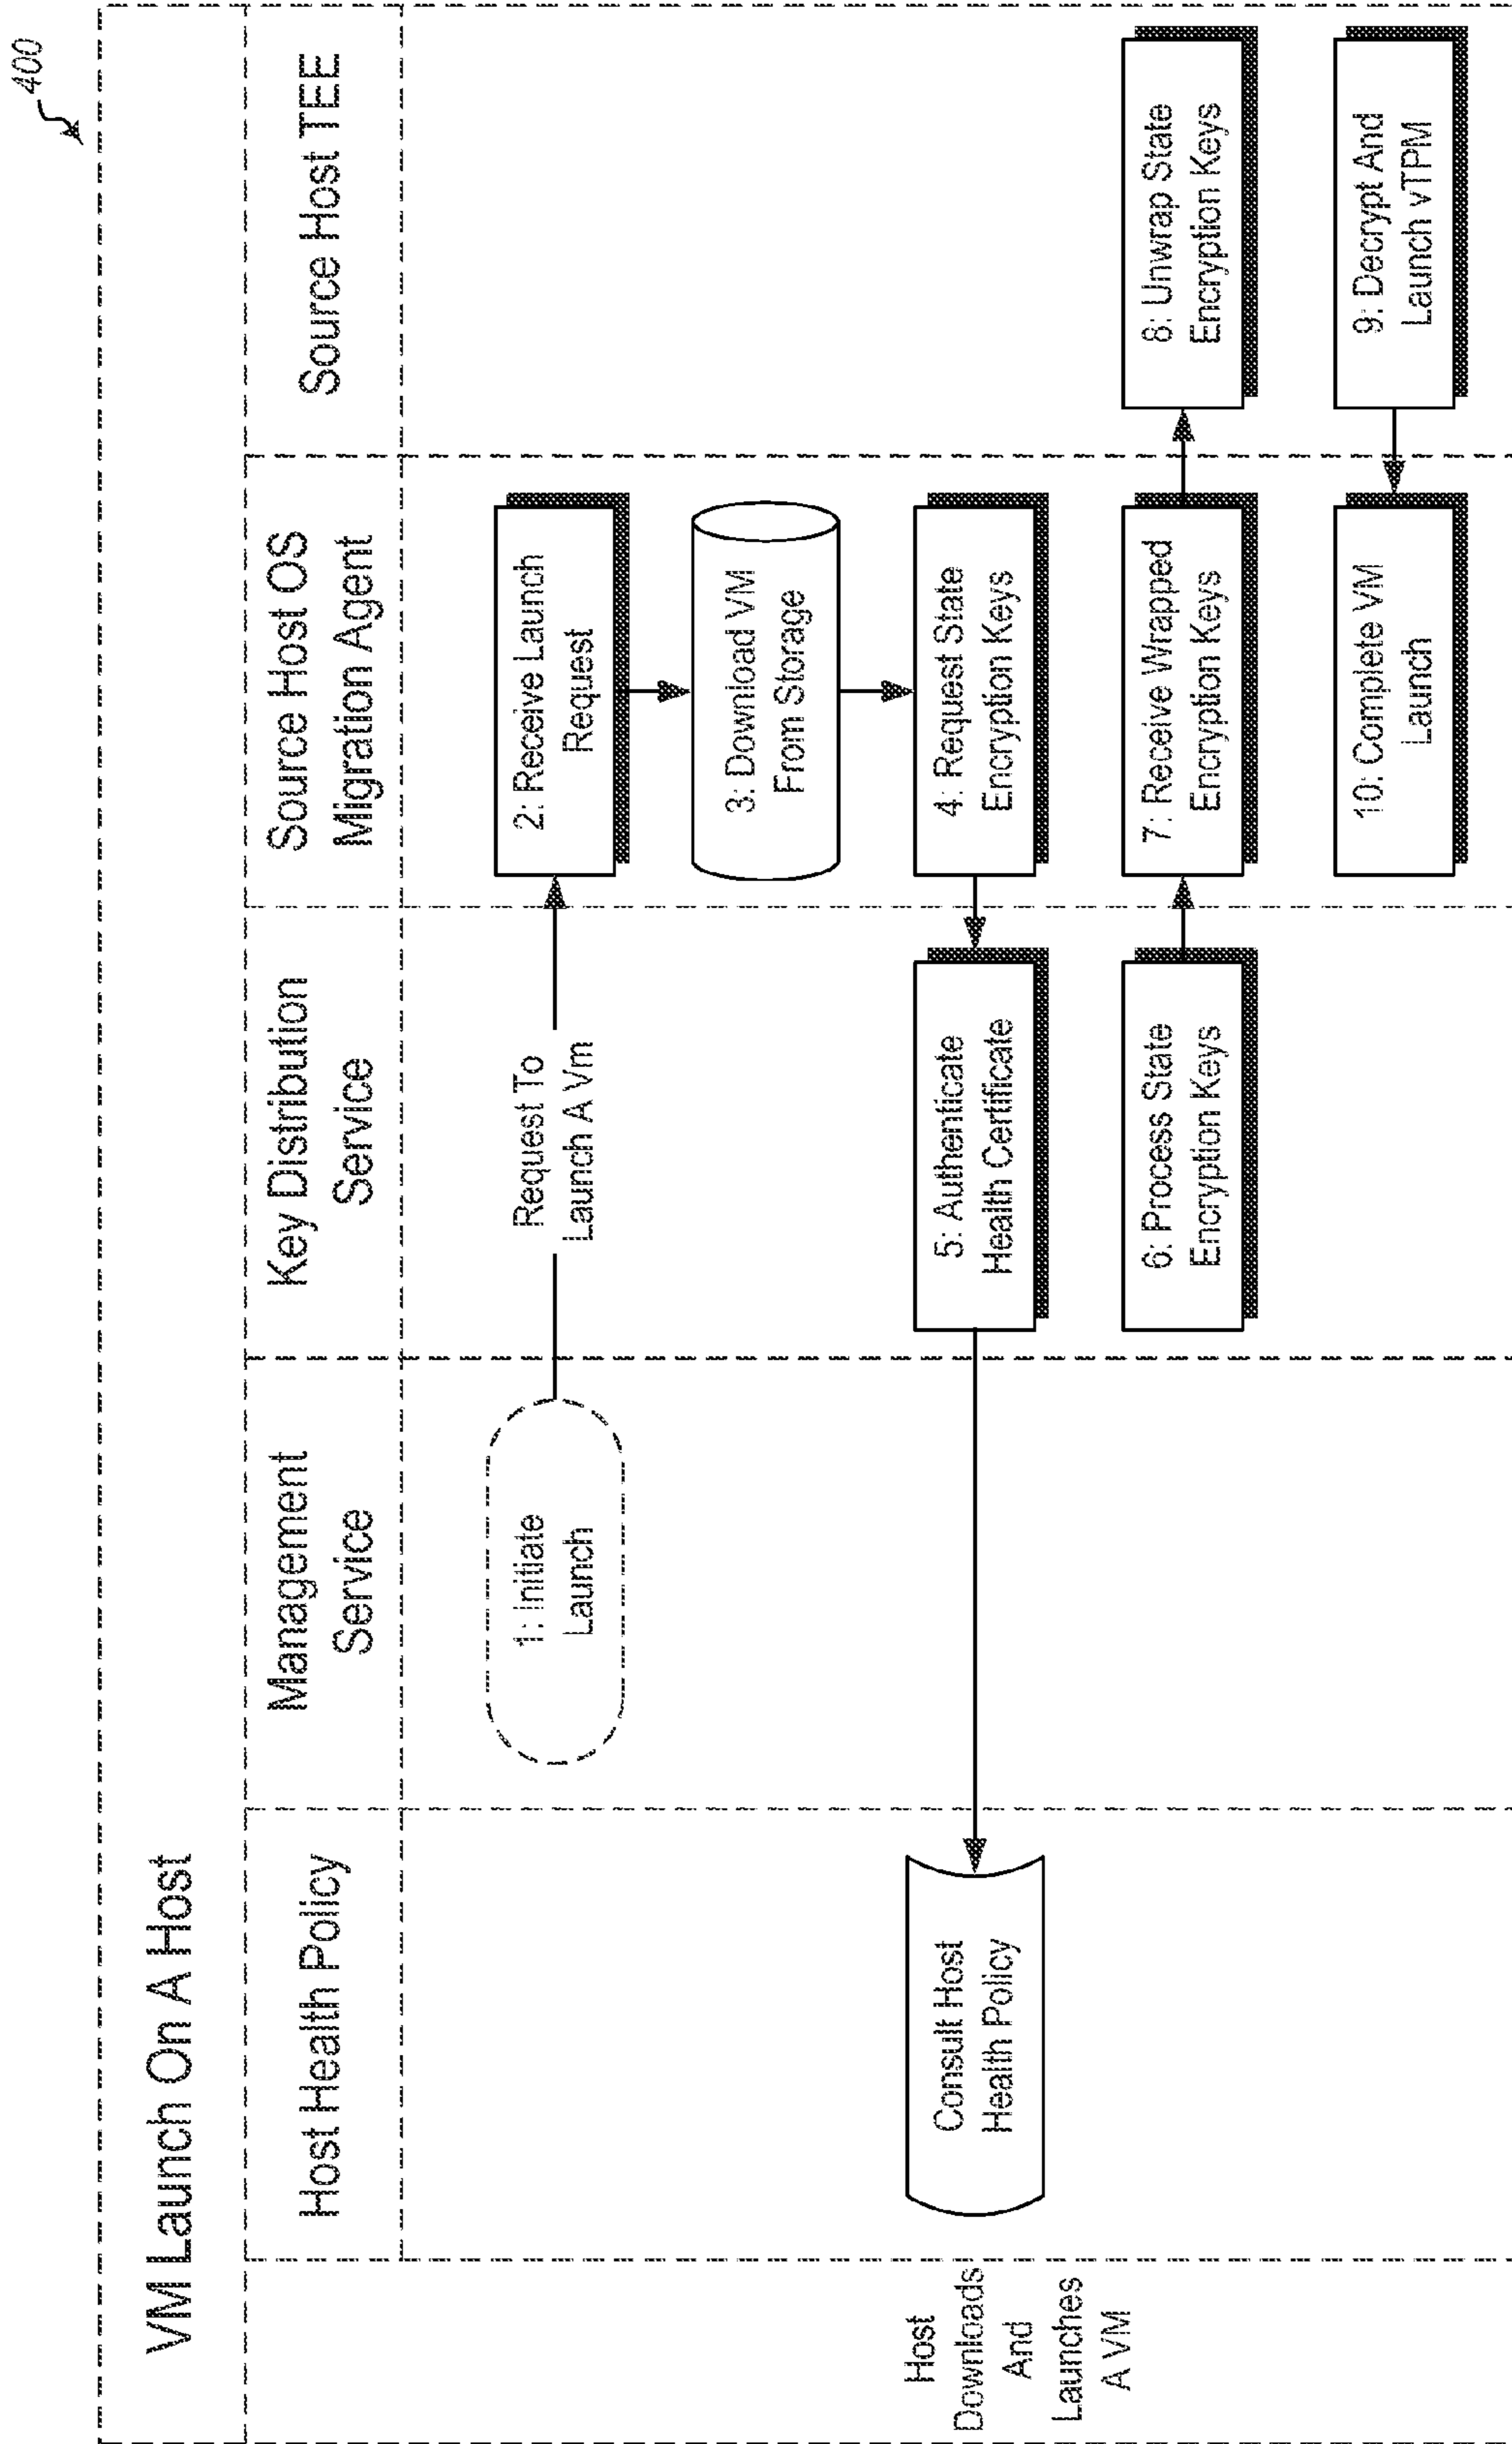 400
VM Launch On A Host
Host Health Policy
Management
Service
Key Distribution
Service
Source Host OS
Migration Agent
Source Host TEE
Host
Downloads
And
Launches
A VM
1: Initiate
Launch
Request To
Launch A Vm
2: Receive Launch
Request
3: Download VM
From Storage
4: Request State
Encryption Keys
5: Authenticate
Health Certificate
Consult Host
Health Policy
6: Process State
Encryption Keys
7: Receive Wrapped
Encryption Keys
8: Unwrap State
Encryption Keys
9: Decrypt And
Launch vTPM
10: Complete VM
Launch